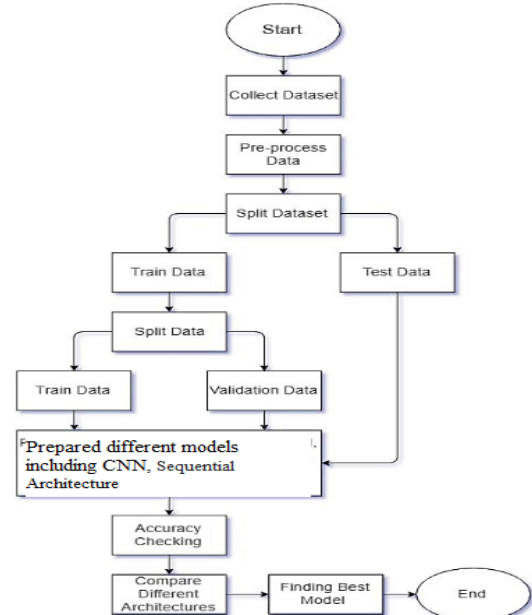 Start
Collect Dataset
Pre-process
Data
Split Dataset
Train Data
Test Data
Split Data
Train Data
Validation Data
Prepared different models
including CNN, Sequential
Architecture
Accuracy
Checking
Compare
Different
Architectures
Finding Best
Model
End